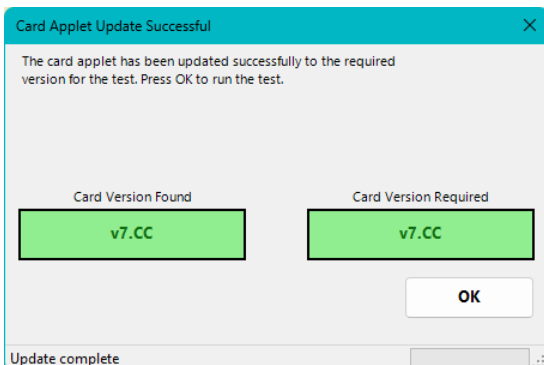 Card Applet Update Successful
The card applet has been updated successfully to the required
version for the test. Press OK to run the test.
Card Version Found
Card Version Required
v7.CC
v7.CC
OK
Update complete